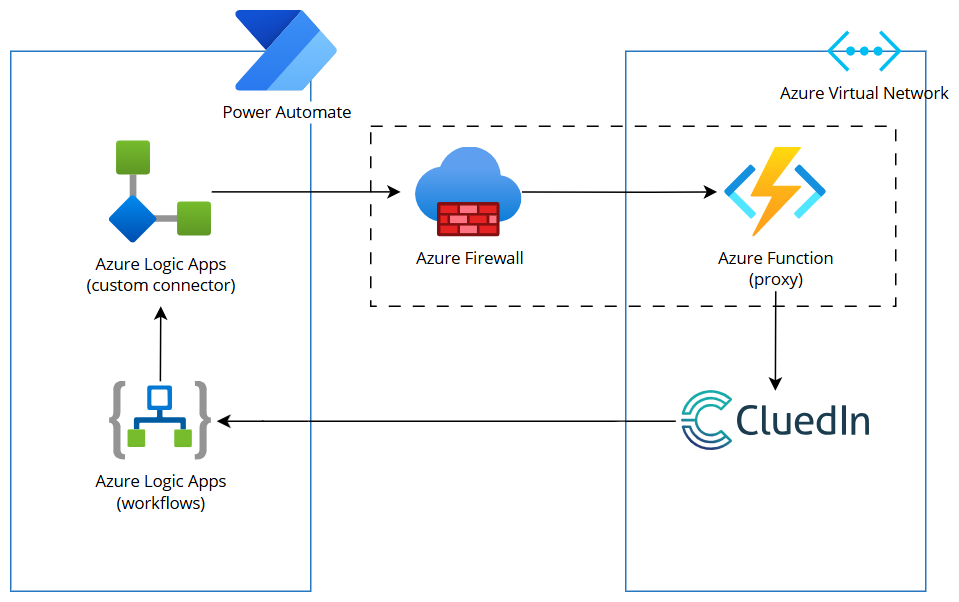 Power Automate
Azure Virtual Network
Azure Logic Apps
(custom connector)
Azure Firewall
Azure Function
(proxy)
CluedIn
Azure Logic Apps
(workflows)